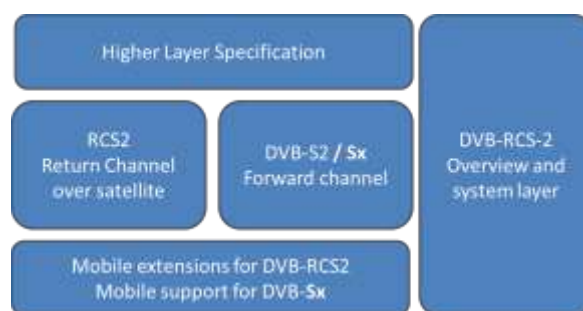 Higher Layer Specification
RCS2
Return Channel
over satellite
DVB-S2 / Sx
Forward channel
DVB-RCS-2
Overview and
system layer
Mobile extensions for DVB-RCS2
Mobile support for DVB-Sx